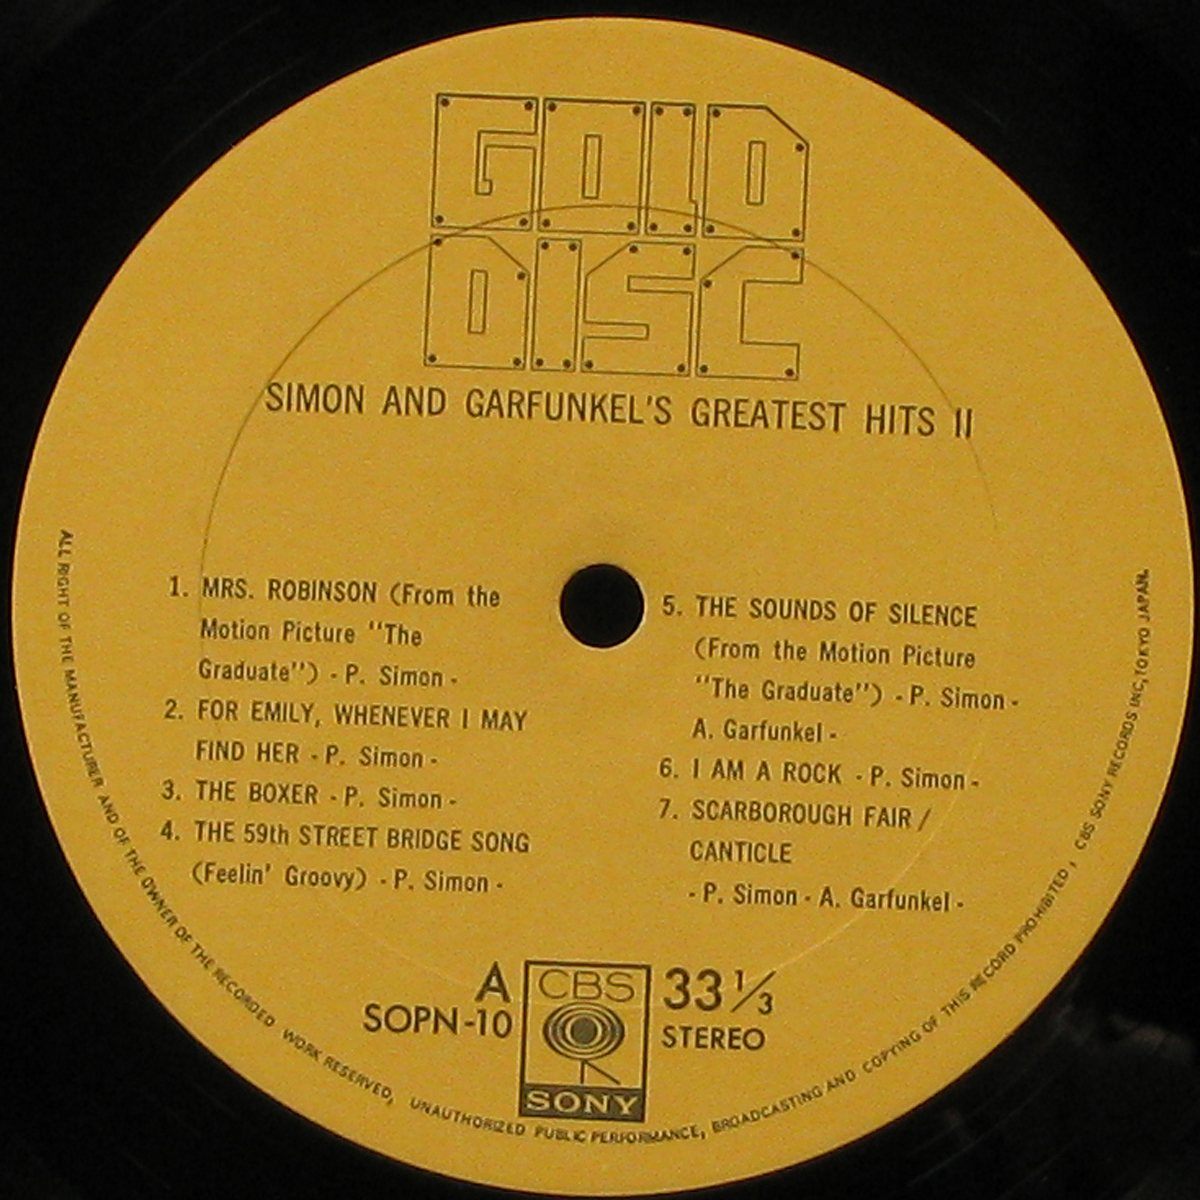 GOLD
DISC
SIMON AND GARFUNKEL'S GREATEST HITS II
1. MRS. ROBINSON (From the
Motion Picture "The
Graduate") - P. Simon -
2. FOR EMILY, WHENEVER I MAY
FIND HER - P. Simon -
3. THE BOXER - P. Simon -
4. THE 59th STREET BRIDGE SONG
(Feelin' Groovy) - P. Simon -
5. THE SOUNDS OF SILENCE
(From the Motion Picture
"The Graduate") - P. Simon -
A. Garfunkel -
6. I AM A ROCK - P. Simon -
7. SCARBOROUGH FAIR /
CANTICLE
- P. Simon - A. Garfunkel -
A
SOPN-10
CBS
SONY
33 1/3
STEREO
ALL RIGHT OF THE MANUFACTURER AND OF THE OWNER OF THE RECORDED WORK RESERVED, UNAUTHORIZED PUBLIC PERFORMANCE, BROADCASTING AND COPYING OF THIS RECORD PROHIBITED, CBS SONY RECORDS INC, TOKYO JAPAN.